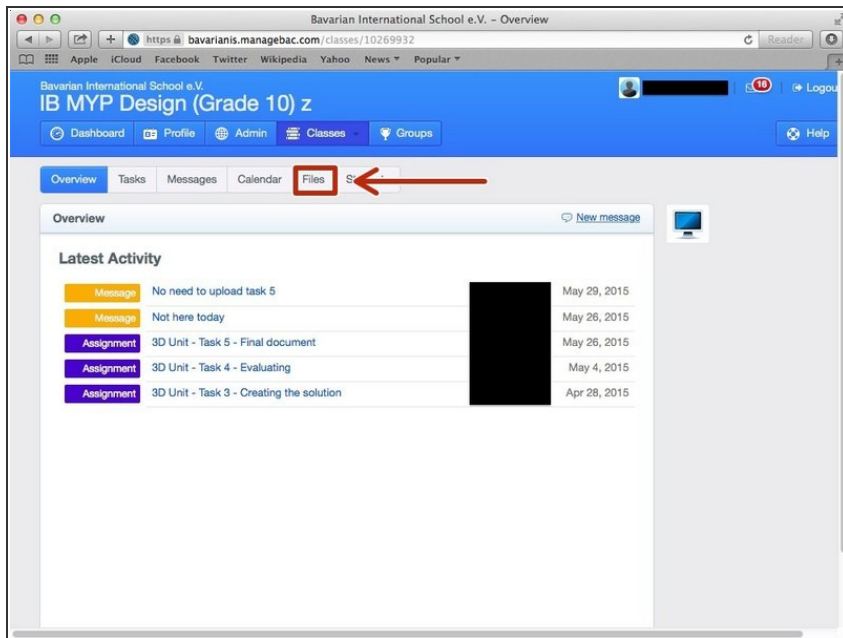 Bavarian International School e.V. – Overview
https bavarianis.managebac.com/classes/10269932
Reader
Apple iCloud Facebook Twitter Wikipedia Yahoo News Popular
Bavarian International School e.V.
IB MYP Design (Grade 10) z
16
Logou
Dashboard Profile Admin Classes Groups
Help
Overview Tasks Messages Calendar Files
Overview
New message
Latest Activity
Message No need to upload task 5 May 29, 2015
Message Not here today May 26, 2015
Assignment 3D Unit - Task 5 - Final document May 26, 2015
Assignment 3D Unit - Task 4 - Evaluating May 4, 2015
Assignment 3D Unit - Task 3 - Creating the solution Apr 28, 2015